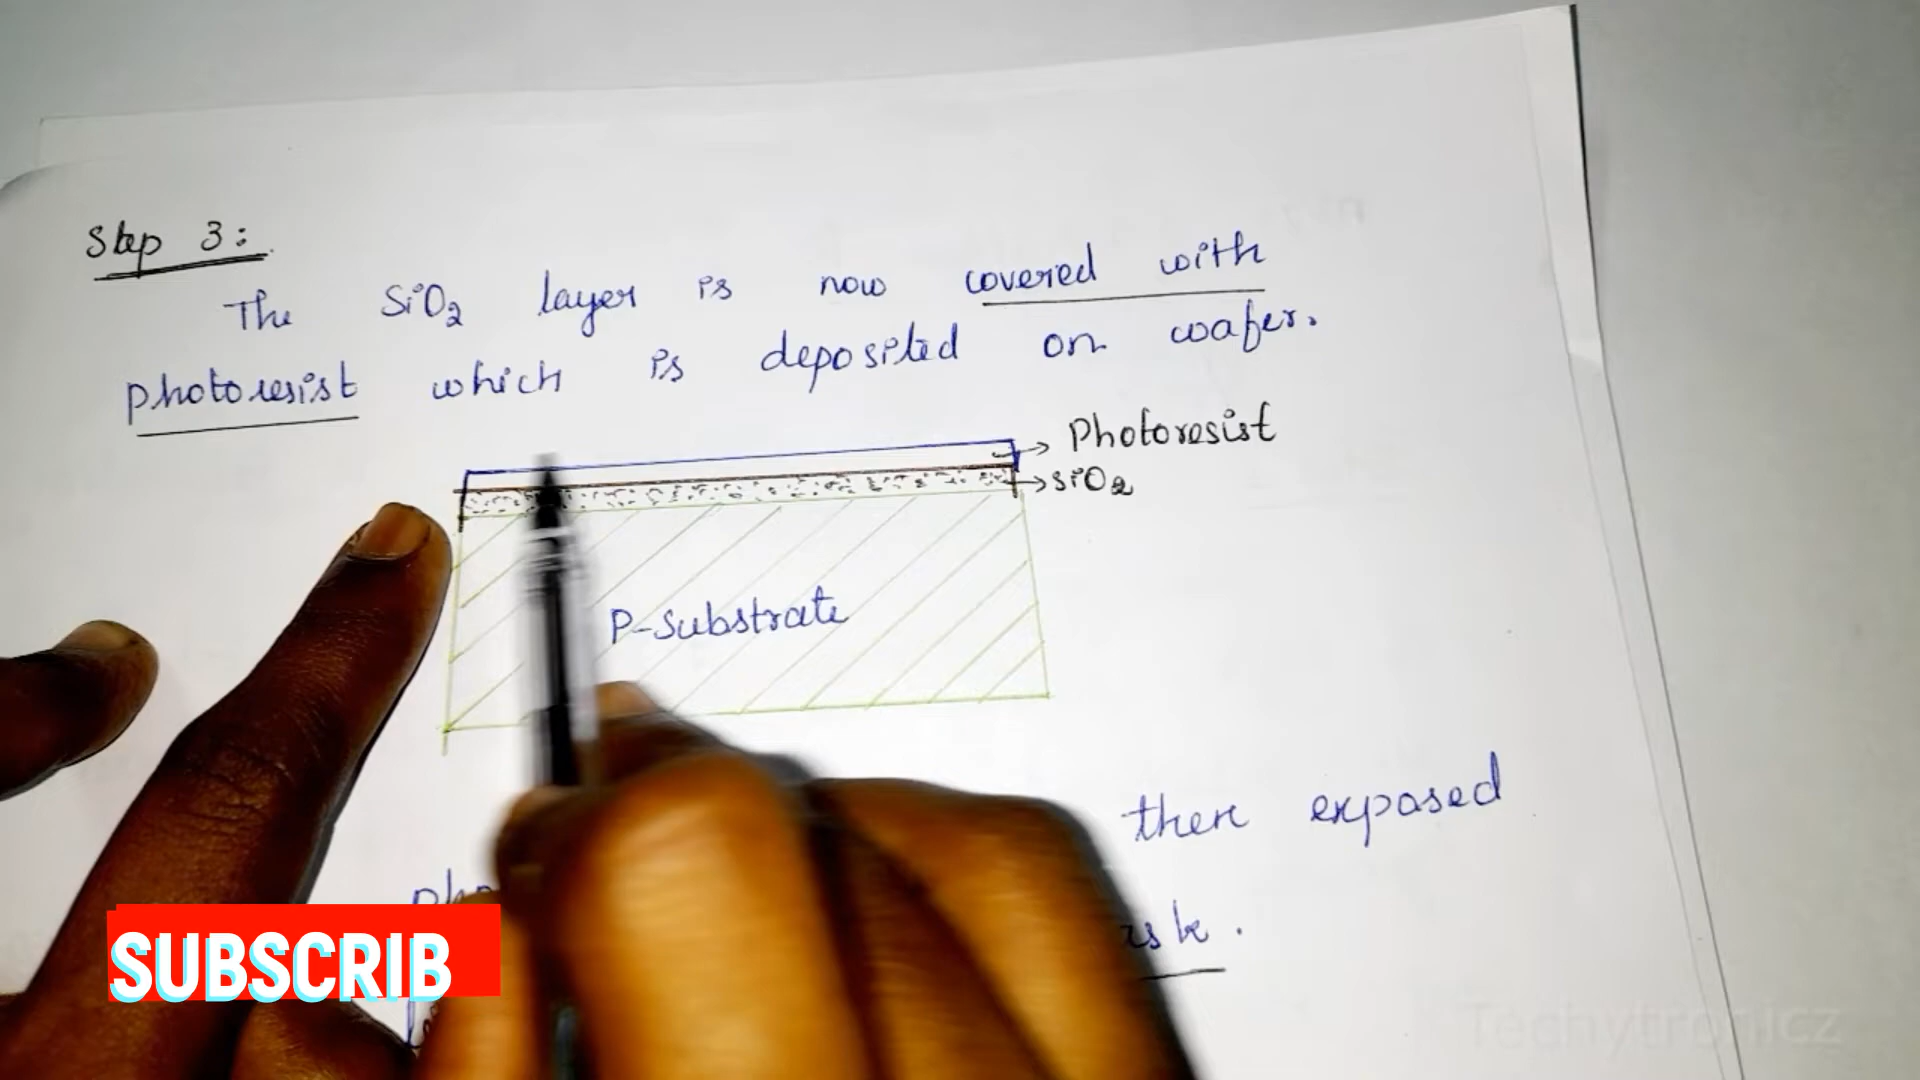 Step 3:
The SiO2 layer is now covered with
photoresist which is deposited on wafer.
Photoresist
SiO2
P-Substrate
then exposed
SUBSCRIB
Techytronicz